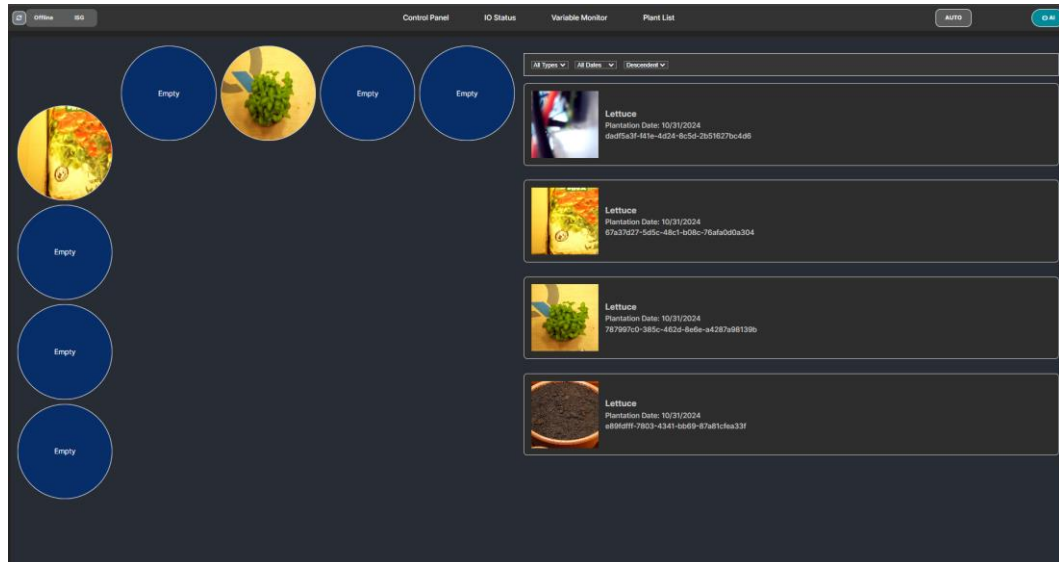 Offline ISG Control Panel IO Status Variable Monitor Plant List AUTO AI
Empty Empty Empty
Empty
Empty
Empty
All Types All Dates Descendent
Lettuce
Plantation Date: 10/31/2024
dadf5a3f-f41e-4d24-8c5d-2b51627bc4d6
Lettuce
Plantation Date: 10/31/2024
67a37d27-5d5c-48c1-b08c-76afa0d0a304
Lettuce
Plantation Date: 10/31/2024
787997c0-385c-462d-8e6e-a4287a98139b
Lettuce
Plantation Date: 10/31/2024
e89fdfff-7803-4341-bb69-87a81cfea33f